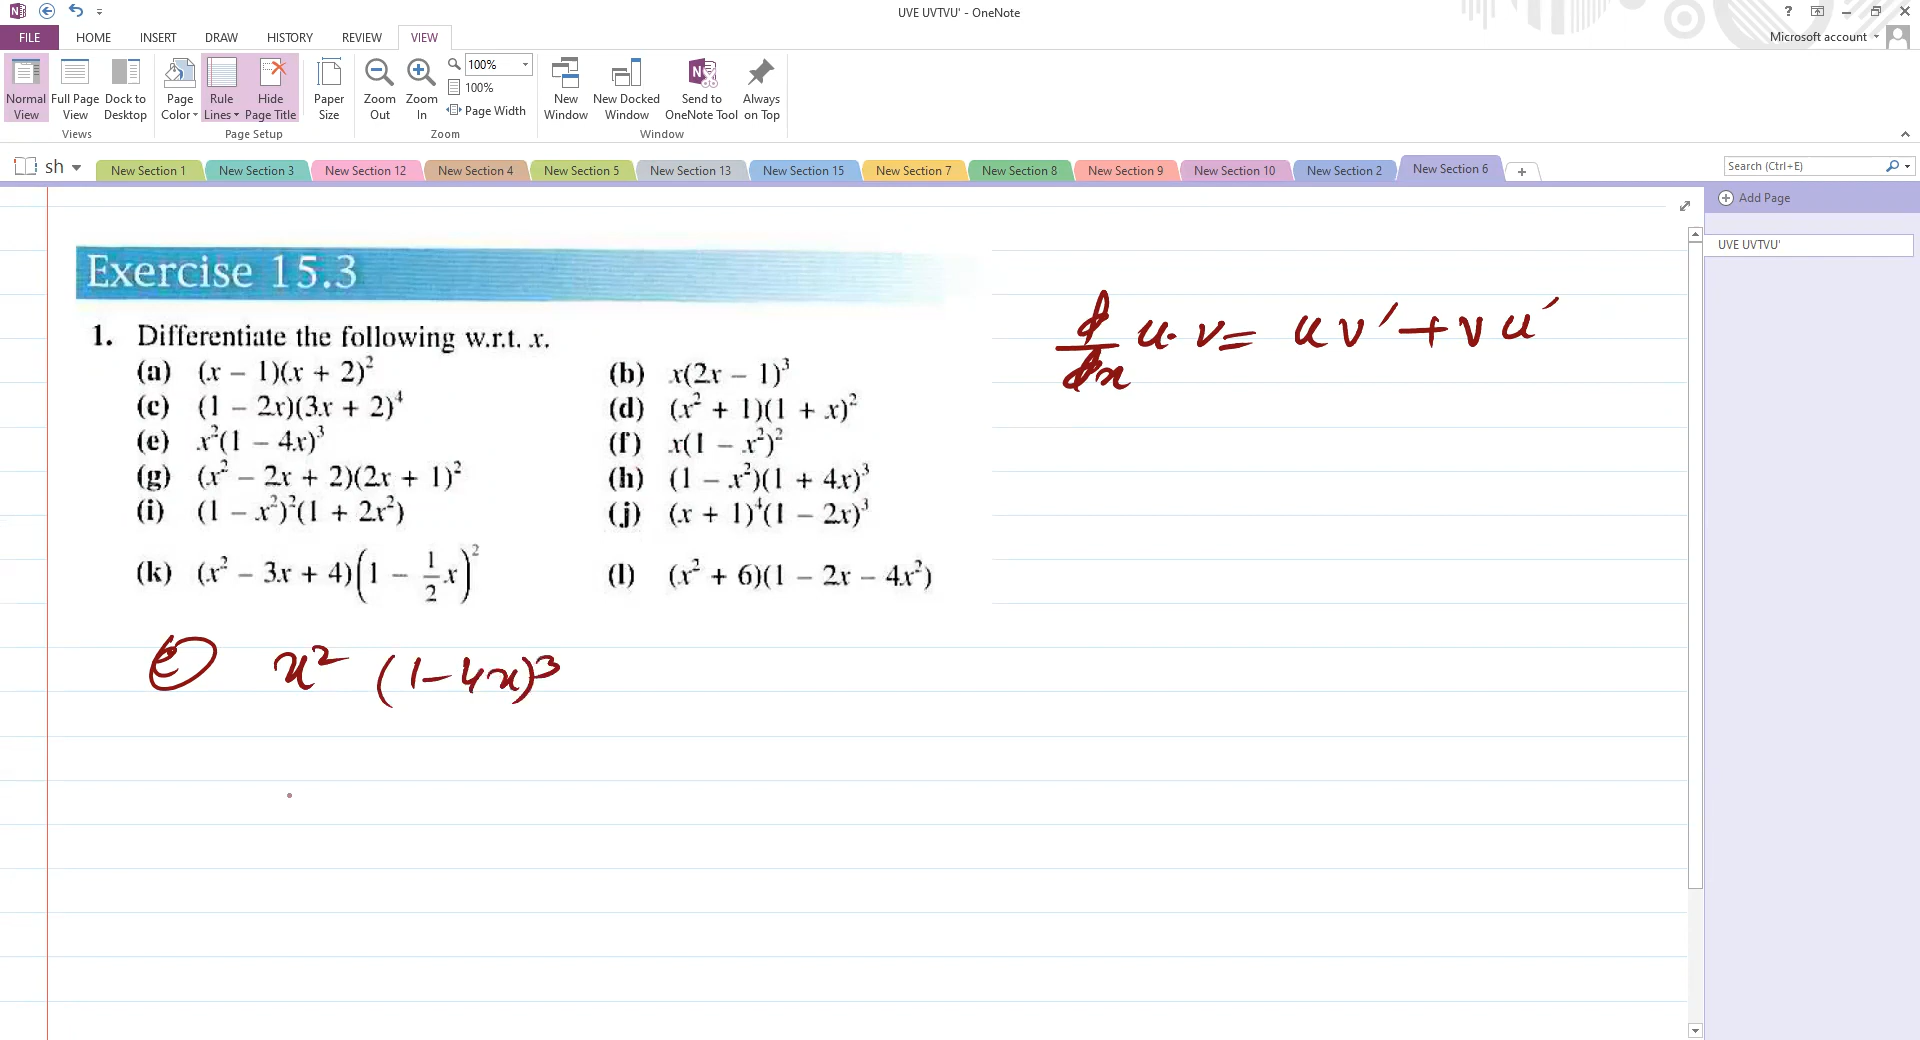 UVE UVTVU' - OneNote
?
Microsoft account
FILE HOME INSERT DRAW HISTORY REVIEW VIEW
Normal View
Full Page View
Dock to Desktop
Views
Page Color
Rule Lines
Hide Page Title
Paper Size
Page Setup
Zoom Out
Zoom In
100%
100%
Page Width
Zoom
New Window
New Docked Window
Send to OneNote Tool
Always on Top
Window
sh
New Section 1 New Section 3 New Section 12 New Section 4 New Section 5 New Section 13 New Section 15 New Section 7 New Section 8 New Section 9 New Section 10 New Section 2 New Section 6
Search (Ctrl+E)
Add Page
UVE UVTVU'
Exercise 15.3
1. Differentiate the following w.r.t. x.
(a) (x − 1)(x + 2)²
(b) x(2x − 1)³
(c) (1 − 2x)(3x + 2)⁴
(d) (x² + 1)(1 + x)²
(e) x²(1 − 4x)³
(f) x(1 − x²)²
(g) (x² − 2x + 2)(2x + 1)²
(h) (1 − x²)(1 + 4x)³
(i) (1 − x²)²(1 + 2x²)
(j) (x + 1)⁴(1 − 2x)³
(k) (x² − 3x + 4)(1 − 1/2 x)²
(l) (x² + 6)(1 − 2x − 4x²)
d/dx u·v = uv' + vu'
e x² (1−4x)³